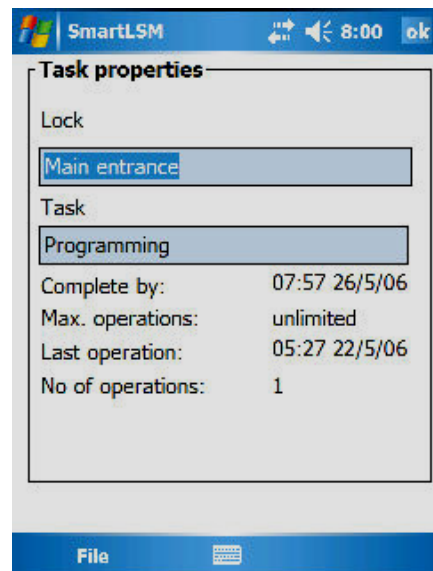 SmartLSM 8:00 ok
Task properties
Lock
Main entrance
Task
Programming
Complete by: 07:57 26/5/06
Max. operations: unlimited
Last operation: 05:27 22/5/06
No of operations: 1
File